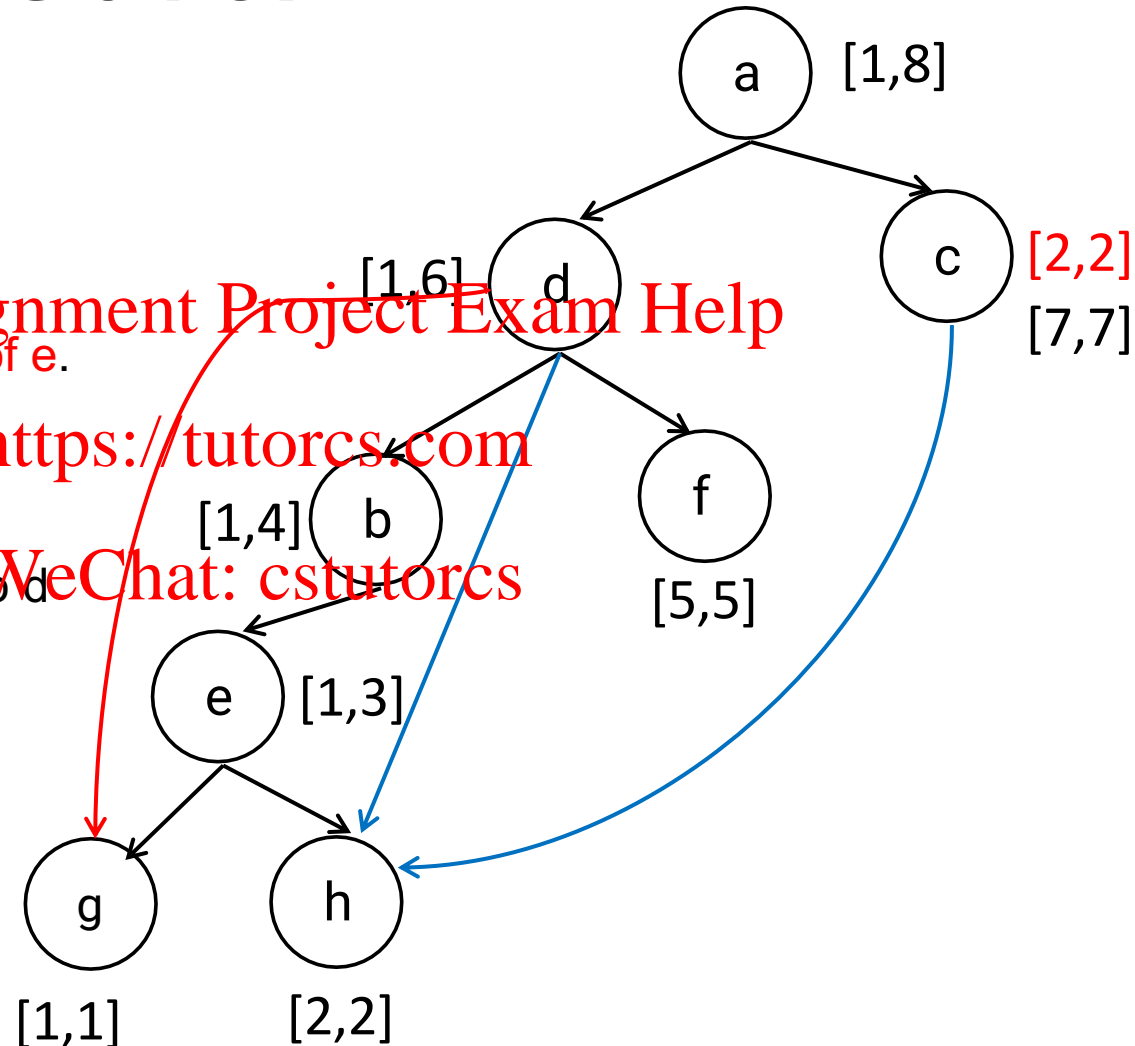 a [1,8]
c [2,2]
[1,6] d
gnment Project Exam Help
[7,7]
of e.
https://tutorcs.com
f
b
[1,4]
WeChat: cstutorcs
d
[5,5]
e [1,3]
g h
[1,1] [2,2]